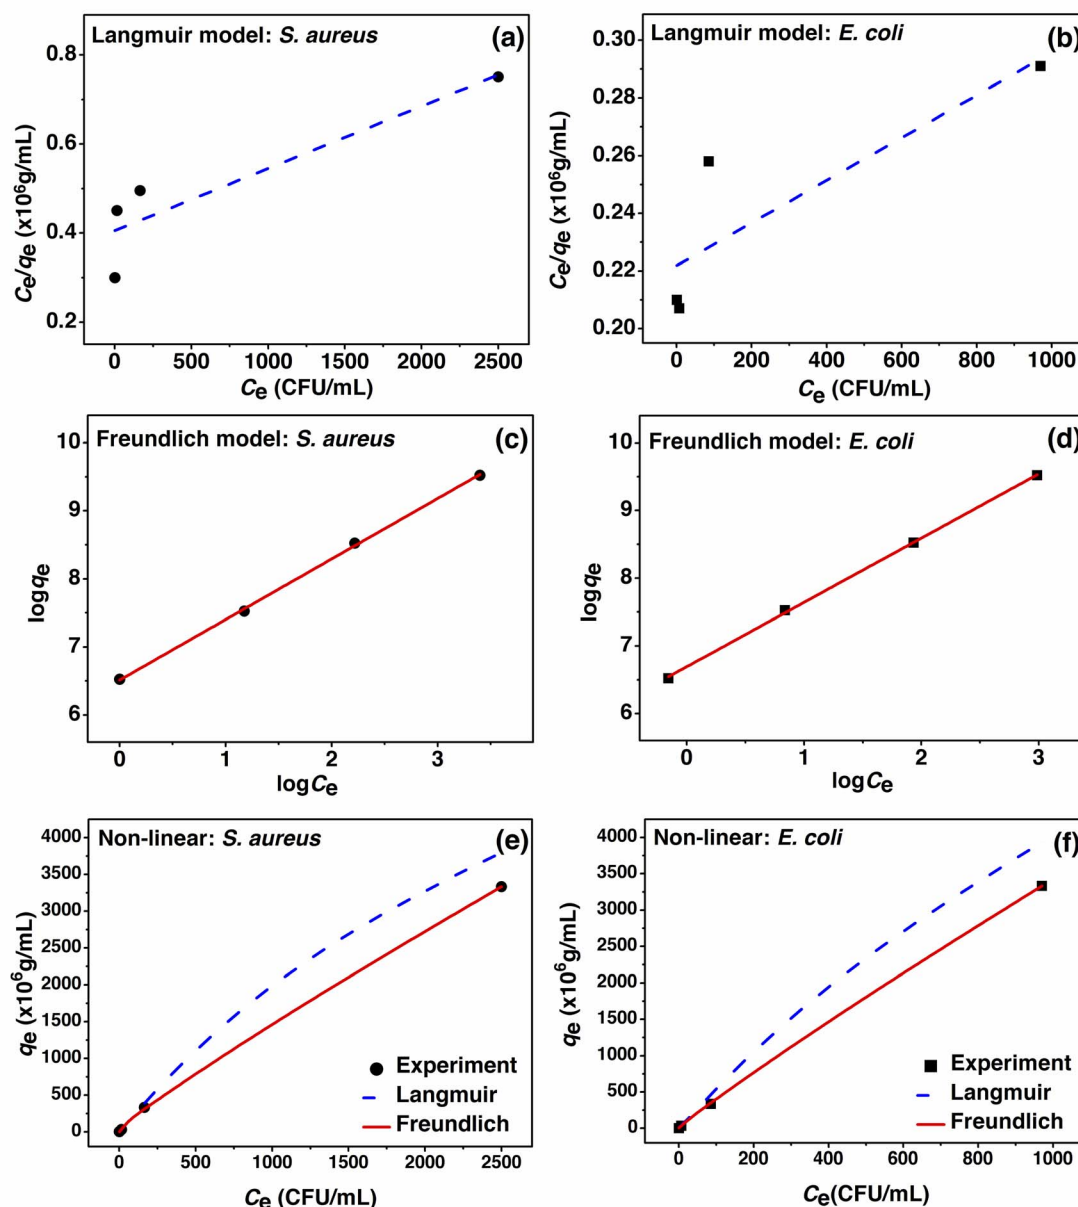 Langmuir model: S. aureus (a)
0.8
0.6
0.4
0.2
Ce/qe (x10⁶g/mL)
0 500 1000 1500 2000 2500
Ce (CFU/mL)
Langmuir model: E. coli (b)
0.30
0.28
0.26
0.24
0.22
0.20
Ce/qe (x10⁶g/mL)
0 200 400 600 800 1000
Ce (CFU/mL)
Freundlich model: S. aureus (c)
10
9
8
7
6
logqe
0 1 2 3
logCe
Freundlich model: E. coli (d)
10
9
8
7
6
logqe
0 1 2 3
logCe
Non-linear: S. aureus (e)
4000
3500
3000
2500
2000
1500
1000
500
0
qe (x10⁶g/mL)
Experiment
Langmuir
Freundlich
0 500 1000 1500 2000 2500
Ce (CFU/mL)
Non-linear: E. coli (f)
4000
3500
3000
2500
2000
1500
1000
500
0
qe (x10⁶g/mL)
Experiment
Langmuir
Freundlich
0 200 400 600 800 1000
Ce(CFU/mL)